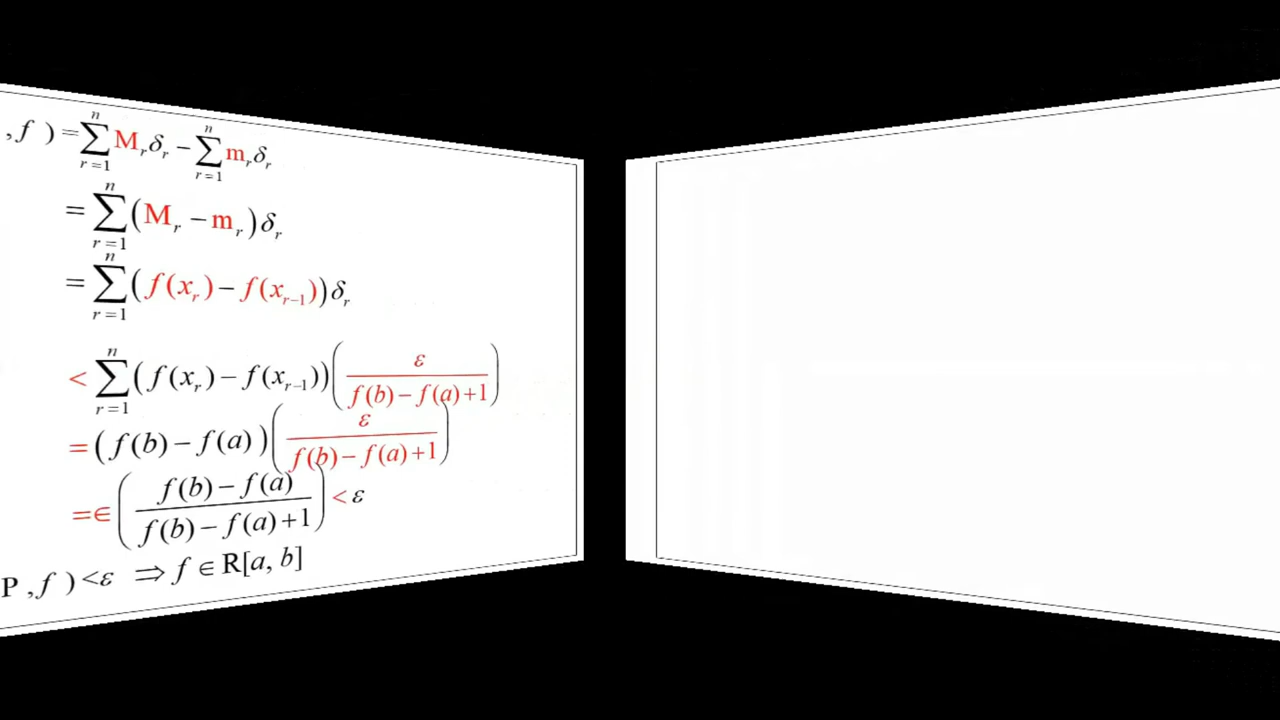 ,f ) = ∑_{r=1}^{n} M_r δ_r − ∑_{r=1}^{n} m_r δ_r
= ∑_{r=1}^{n} (M_r − m_r) δ_r
= ∑_{r=1}^{n} (f(x_r) − f(x_{r−1})) δ_r
< ∑_{r=1}^{n} (f(x_r) − f(x_{r−1})) (ε / f(b) − f(a)+1)
= (f(b) − f(a)) (ε / f(b) − f(a)+1)
=∈ (f(b) − f(a) / f(b) − f(a)+1) < ε
P ,f ) <ε ⇒ f ∈ R[a, b]